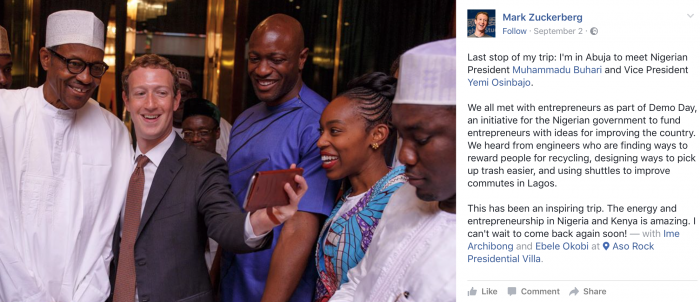 Mark Zuckerberg
Follow · September 2 ·
Last stop of my trip: I'm in Abuja to meet Nigerian
President Muhammadu Buhari and Vice President
Yemi Osinbajo.
We all met with entrepreneurs as part of Demo Day,
an initiative for the Nigerian government to fund
entrepreneurs with ideas for improving the country.
We heard from engineers who are finding ways to
reward people for recycling, designing ways to pick
up trash easier, and using shuttles to improve
commutes in Lagos.
This has been an inspiring trip. The energy and
entrepreneurship in Nigeria and Kenya is amazing. I
can't wait to come back again soon! — with Ime
Archibong and Ebele Okobi at Aso Rock
Presidential Villa.
Like Comment Share